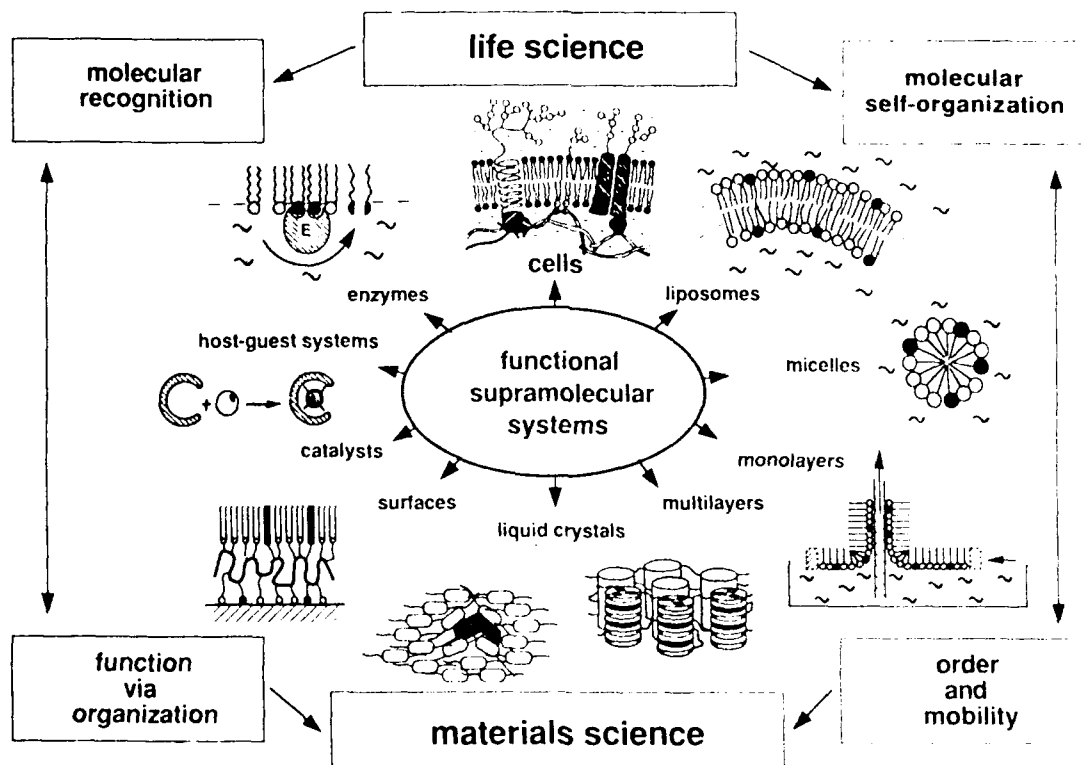 life science
molecular
recognition
molecular
self-organization
E
cells
enzymes
liposomes
host-guest systems
functional
supramolecular
systems
micelles
+
catalysts
monolayers
surfaces
multilayers
liquid crystals
function
via
organization
order
and
mobility
materials science